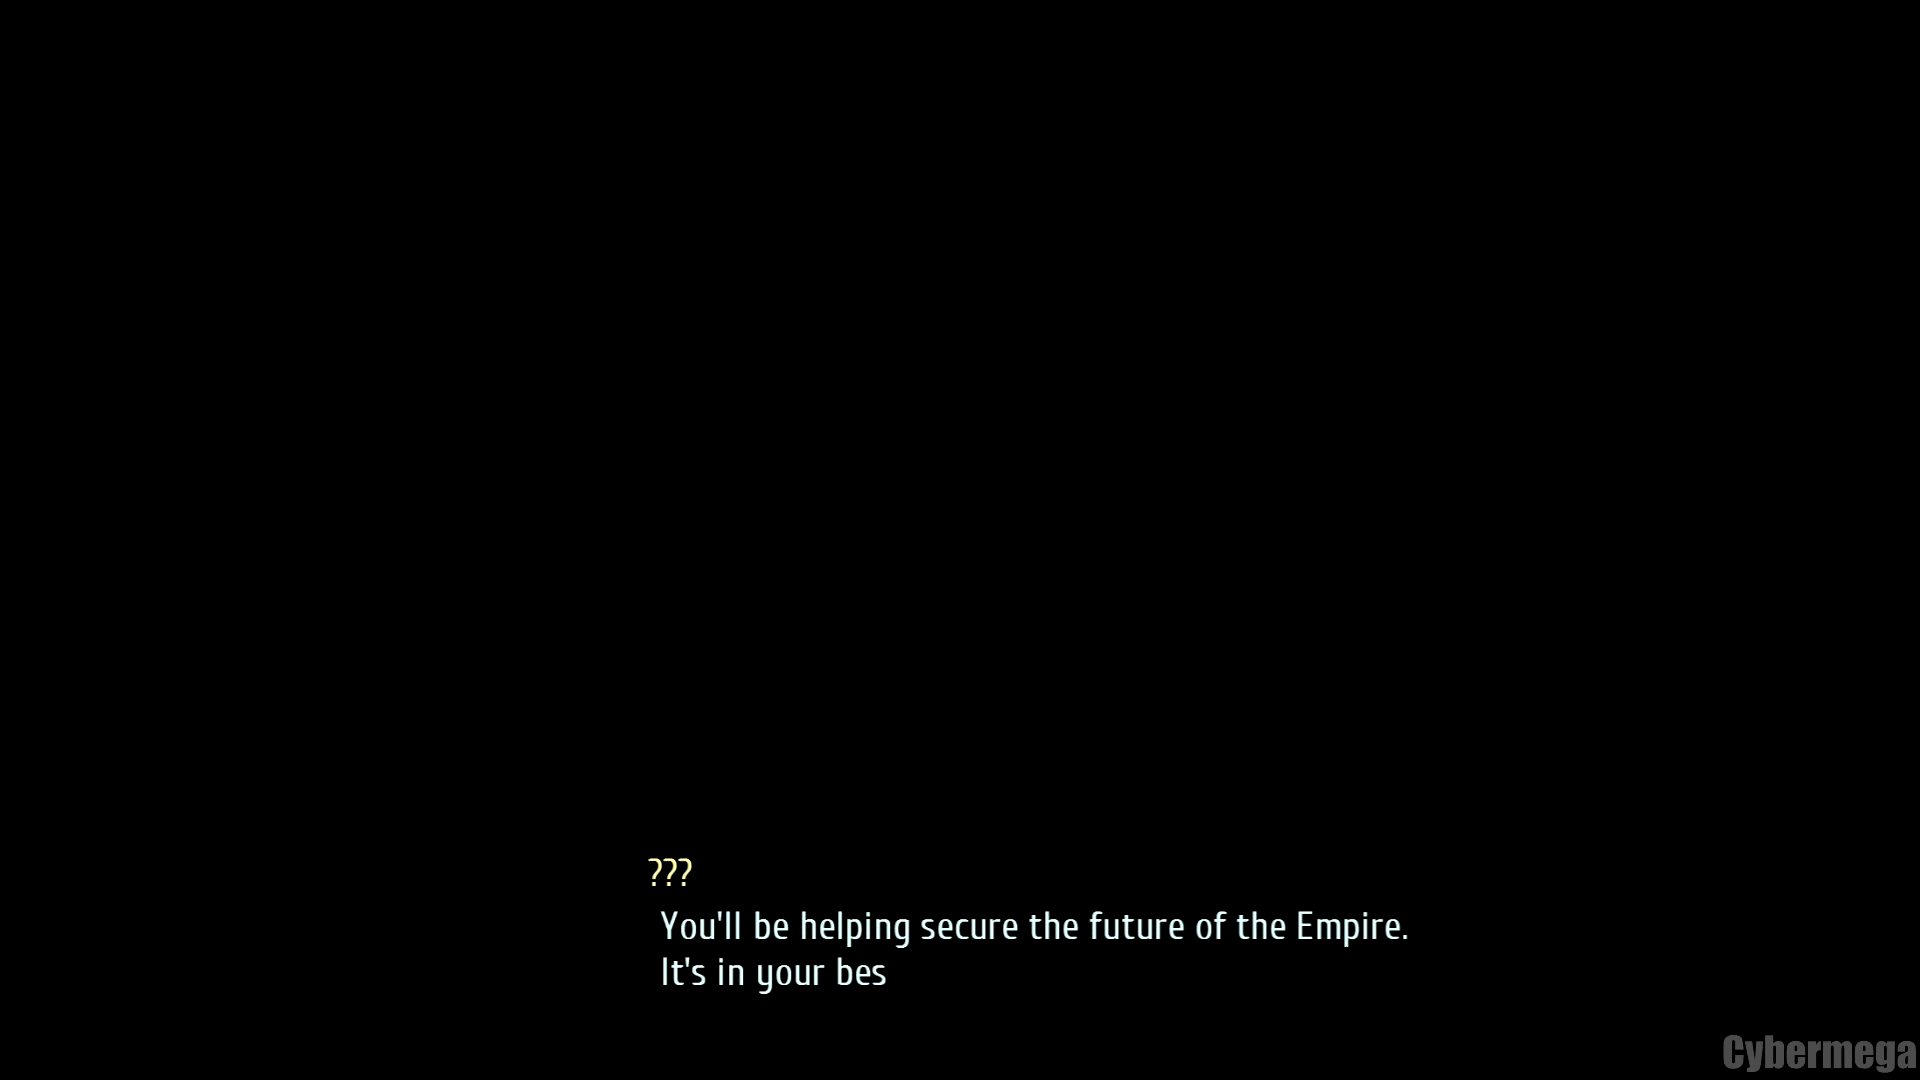 ???
You'll be helping secure the future of the Empire.
It's in your bes
Cybermega